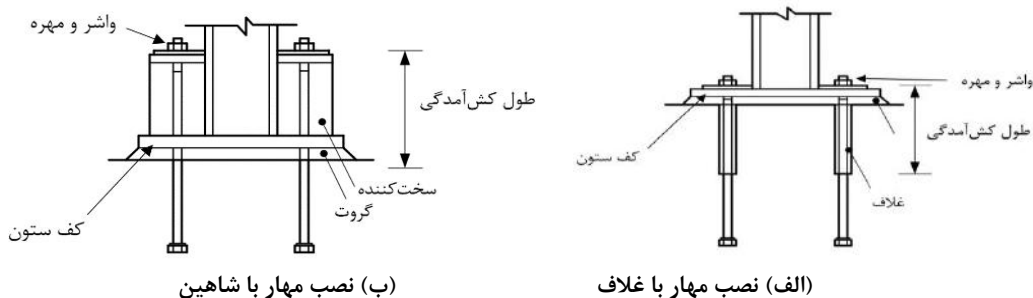 واشر و مهره
طول کش‌آمدگی
کف ستون
غلاف
(الف) نصب مهار با غلاف
واشر و مهره
طول کش‌آمدگی
سخت‌کننده
گروت
کف ستون
(ب) نصب مهار با شاهین